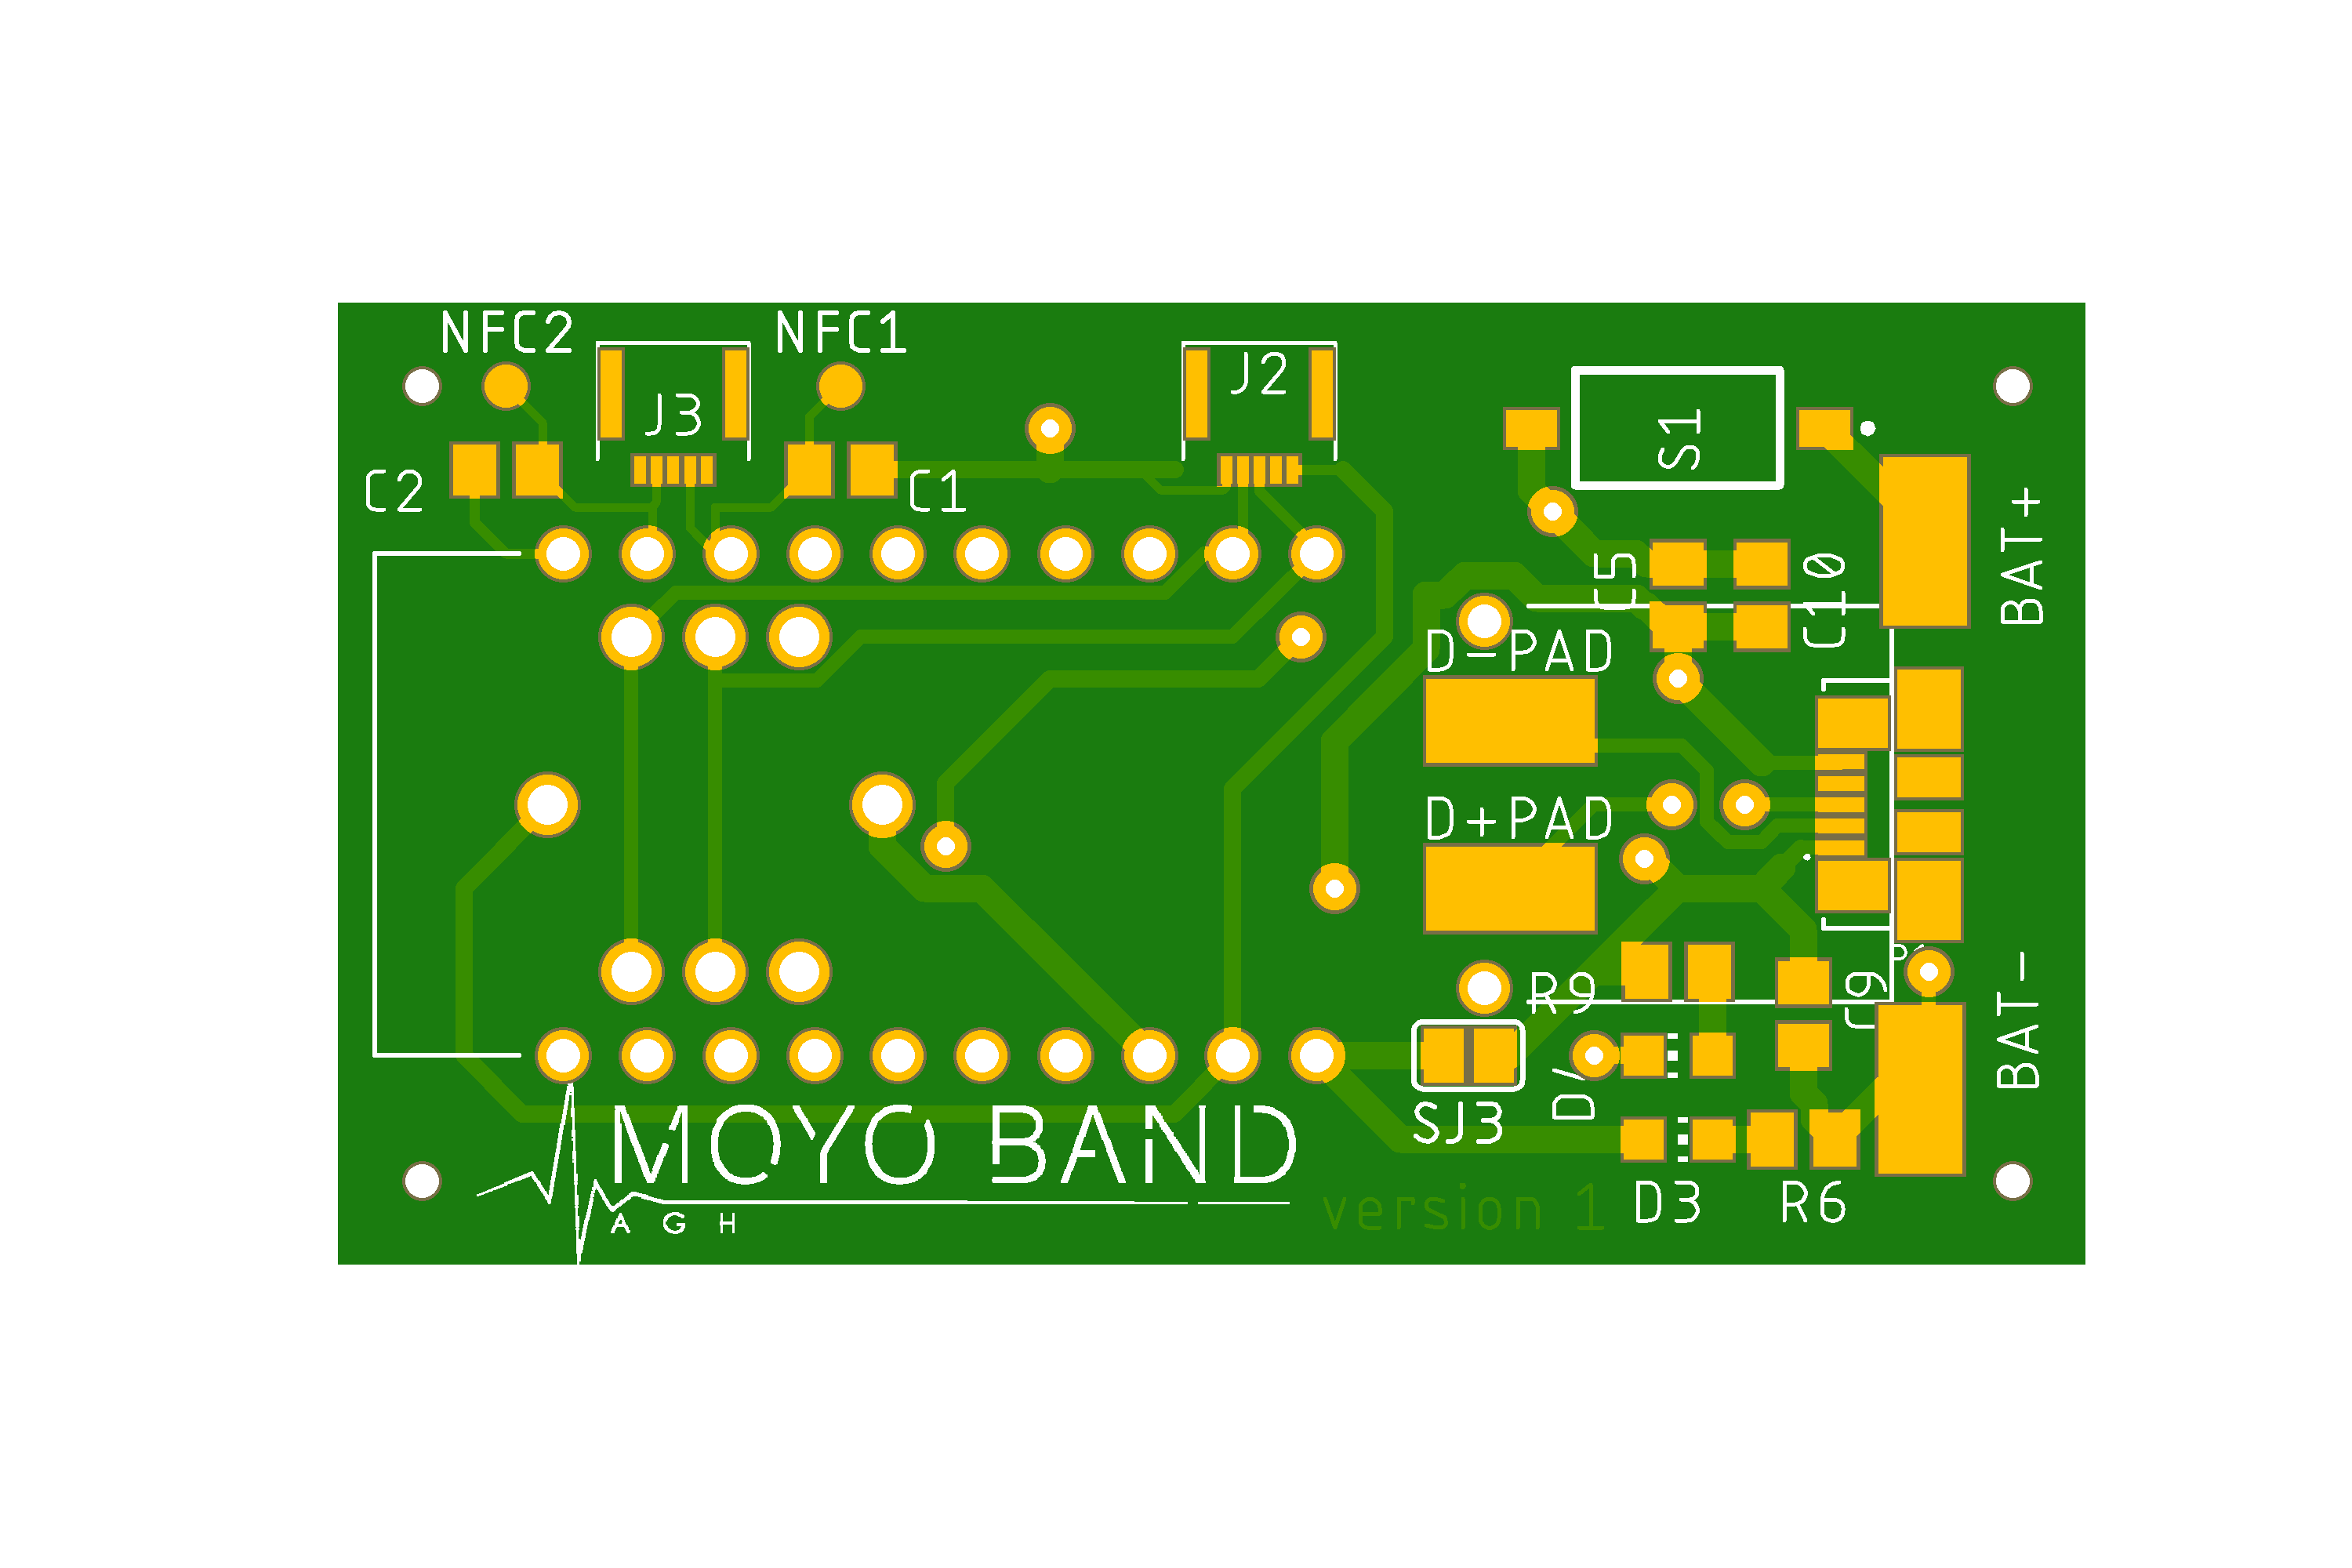 NFC2
NFC1
J3
J2
S1
C2
C1
BAT+
C5
C10
D-PAD
D+PAD
R9
C9
BAT-
SJ3
MOYO BAND
A G H
version 1
D3
R6